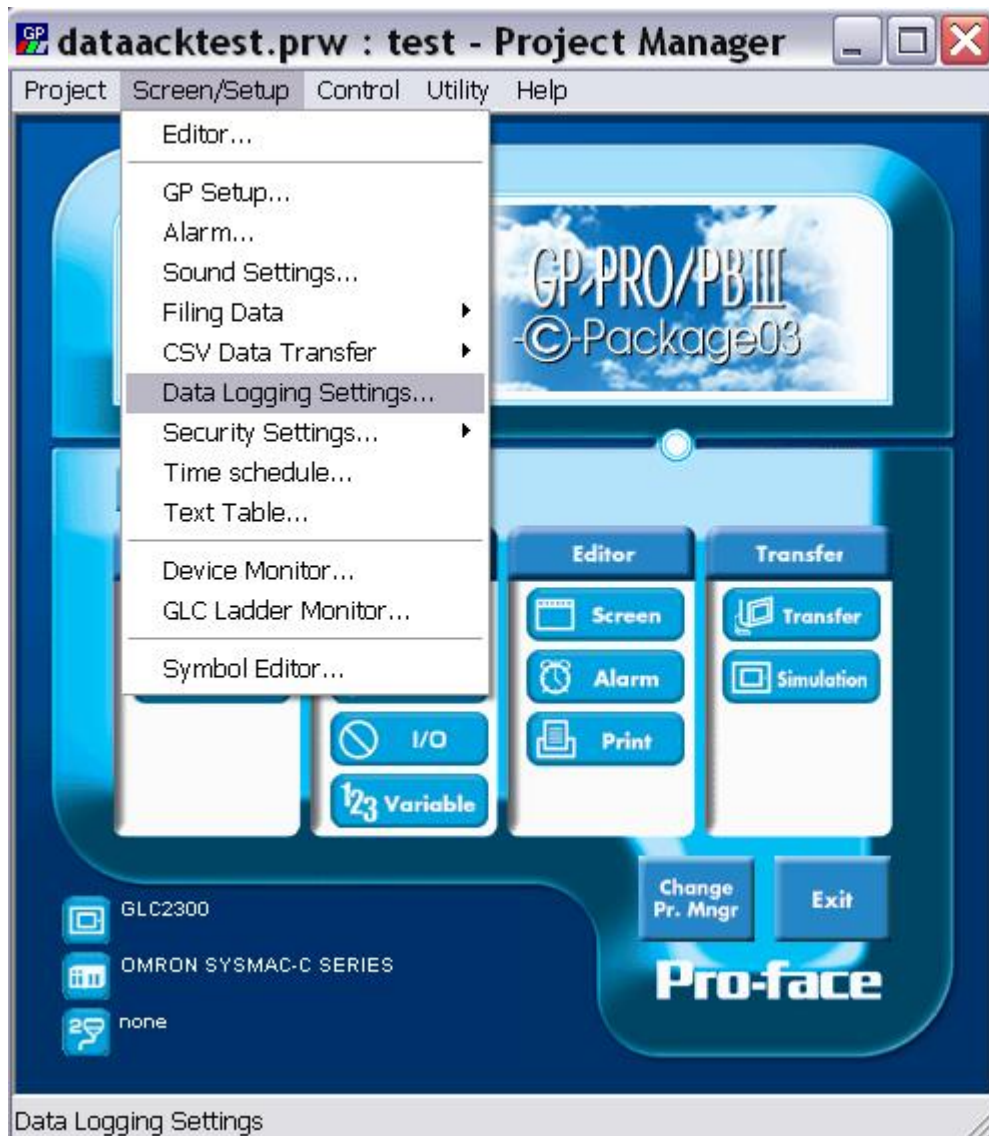 GP dataacktest.prw : test - Project Manager
Project Screen/Setup Control Utility Help
Editor...
GP Setup...
Alarm...
Sound Settings...
Filing Data
CSV Data Transfer
Data Logging Settings...
Security Settings...
Time schedule...
Text Table...
Device Monitor...
GLC Ladder Monitor...
Symbol Editor...
GP-PRO/PBIII
-©-Package03
Editor
Screen
Alarm
Print
Transfer
Transfer
Simulation
I/O
123 Variable
Change
Pr. Mngr
Exit
GLC2300
OMRON SYSMAC-C SERIES
2
none
Pro-face
Data Logging Settings